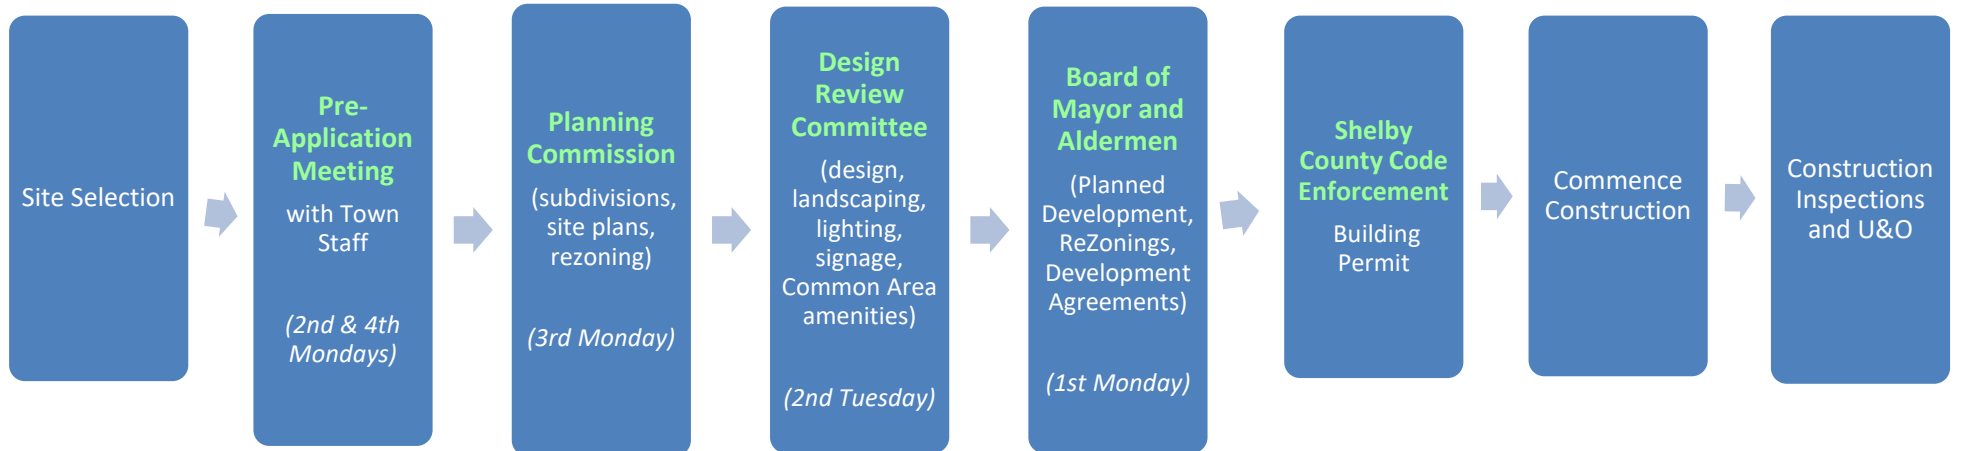 Site Selection
Pre-
Application
Meeting
with Town
Staff
(2nd & 4th
Mondays)
Planning
Commission
(subdivisions,
site plans,
rezoning)
(3rd Monday)
Design
Review
Committee
(design,
landscaping,
lighting,
signage,
Common Area
amenities)
(2nd Tuesday)
Board of
Mayor and
Aldermen
(Planned
Development,
ReZonings,
Development
Agreements)
(1st Monday)
Shelby
County Code
Enforcement
Building
Permit
Commence
Construction
Construction
Inspections
and U&O